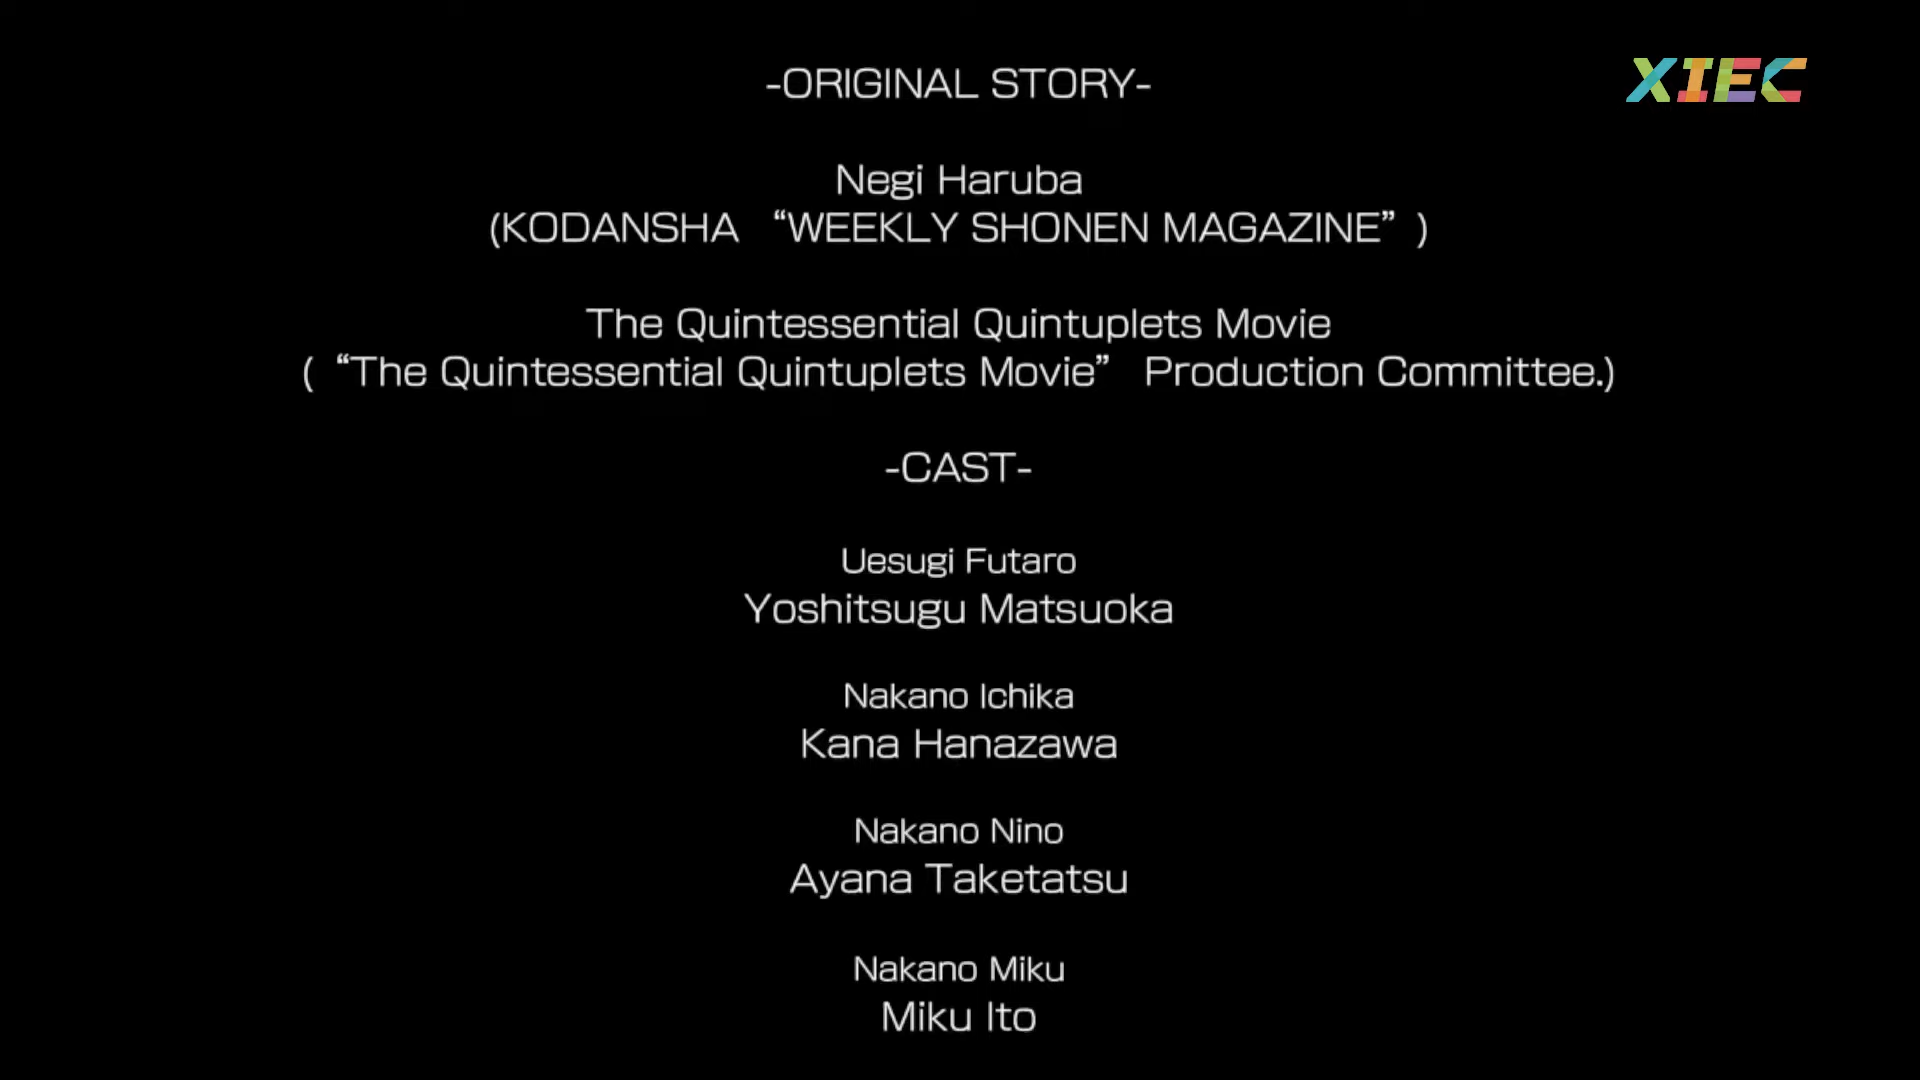 XIEC
-ORIGINAL STORY-
Negi Haruba
(KODANSHA “WEEKLY SHONEN MAGAZINE” )
The Quintessential Quintuplets Movie
( “The Quintessential Quintuplets Movie” Production Committee.)
-CAST-
Uesugi Futaro
Yoshitsugu Matsuoka
Nakano Ichika
Kana Hanazawa
Nakano Nino
Ayana Taketatsu
Nakano Miku
Miku Ito